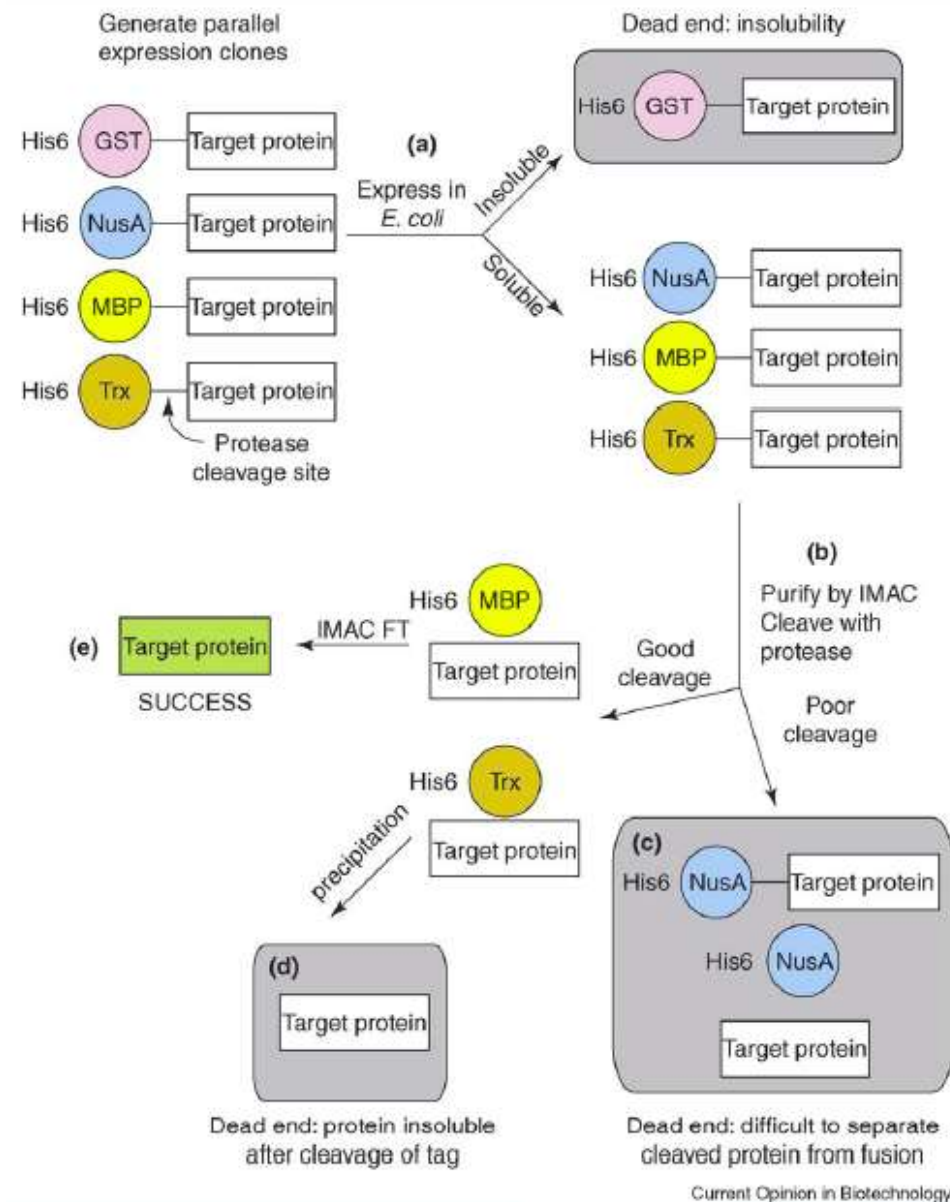 Generate parallel
expression clones
His6 GST Target protein
His6 NusA Target protein
His6 MBP Target protein
His6 Trx Target protein
Protease
cleavage site
(a)
Express in
E. coli
Insoluble
Soluble
Dead end: insolubility
His6 GST Target protein
His6 NusA Target protein
His6 MBP Target protein
His6 Trx Target protein
(b)
Purify by IMAC
Cleave with
protease
Good
cleavage
Poor
cleavage
His6 MBP
Target protein
IMAC FT
(e) Target protein
SUCCESS
His6 Trx
Target protein
precipitation
(d)
Target protein
Dead end: protein insoluble
after cleavage of tag
(c)
His6 NusA Target protein
His6 NusA
Target protein
Dead end: difficult to separate
cleaved protein from fusion
Current Opinion in Biotechnology